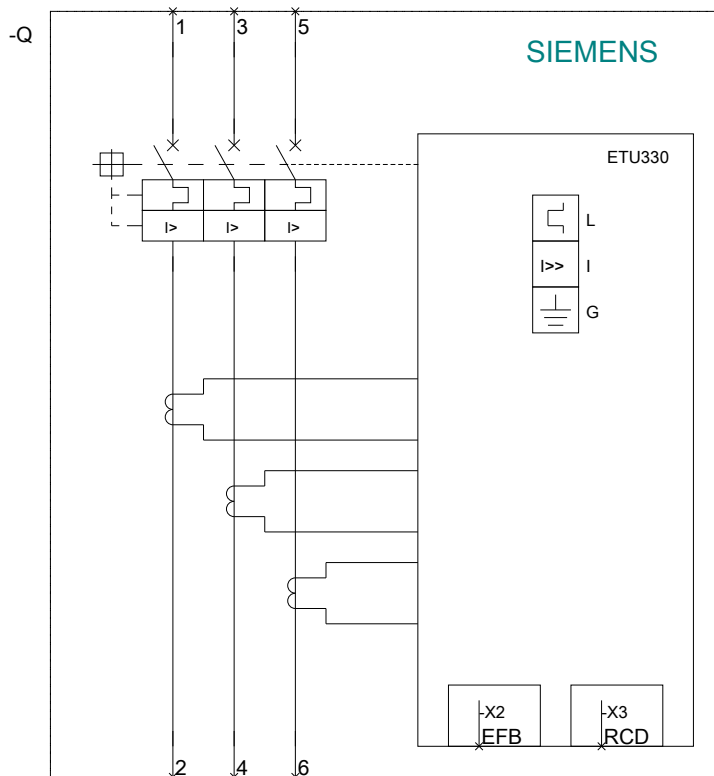 -Q
1 3 5
SIEMENS
ETU330
L
I> I> I>
I>> I
G
-X2 -X3
EFB RCD
2 4 6